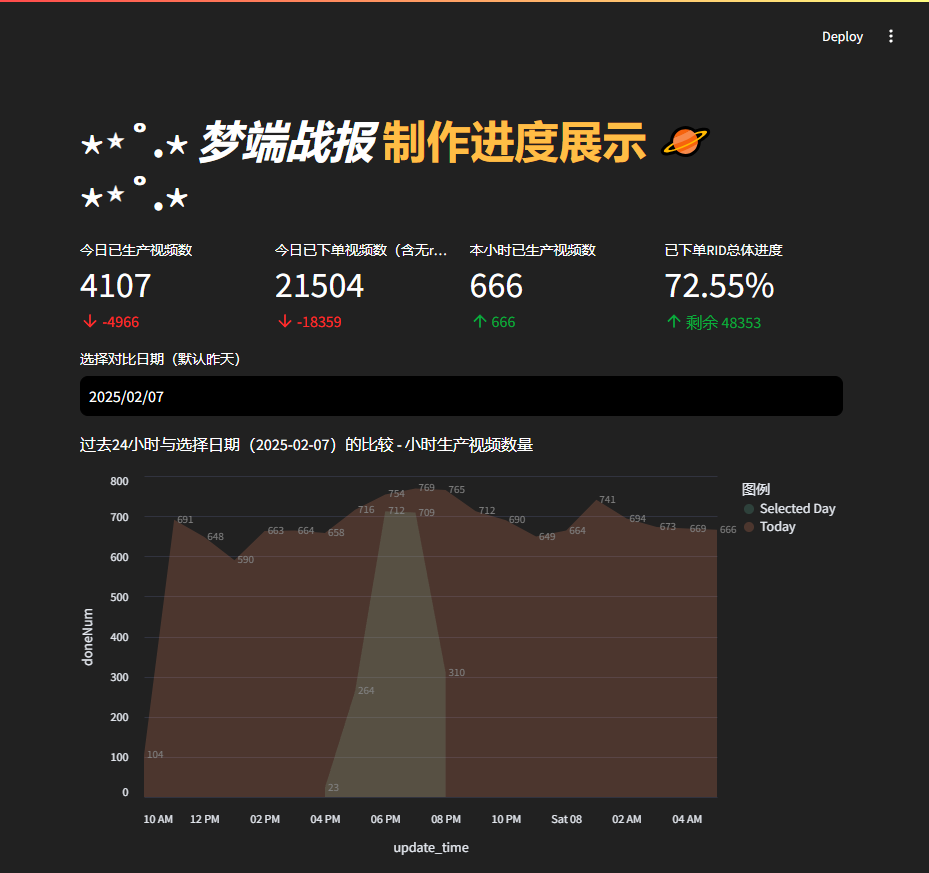 Deploy
⋆⋆˚.⋆ 梦端战报 制作进度展示 🪐
⋆⋆˚.⋆
今日已生产视频数 今日已下单视频数（含无r... 本小时已生产视频数 已下单RID总体进度
4107 21504 666 72.55%
-4966 -18359 666 剩余 48353
选择对比日期（默认昨天）
2025/02/07
过去24小时与选择日期（2025-02-07）的比较 - 小时生产视频数量
图例
Selected Day
Today
doneNum
800
700
600
500
400
300
200
100
0
104
691
648
590
663
664
658
716
754
769
765
712
690
649
664
741
694
673
669
666
23
264
712
709
310
10 AM 12 PM 02 PM 04 PM 06 PM 08 PM 10 PM Sat 08 02 AM 04 AM
update_time